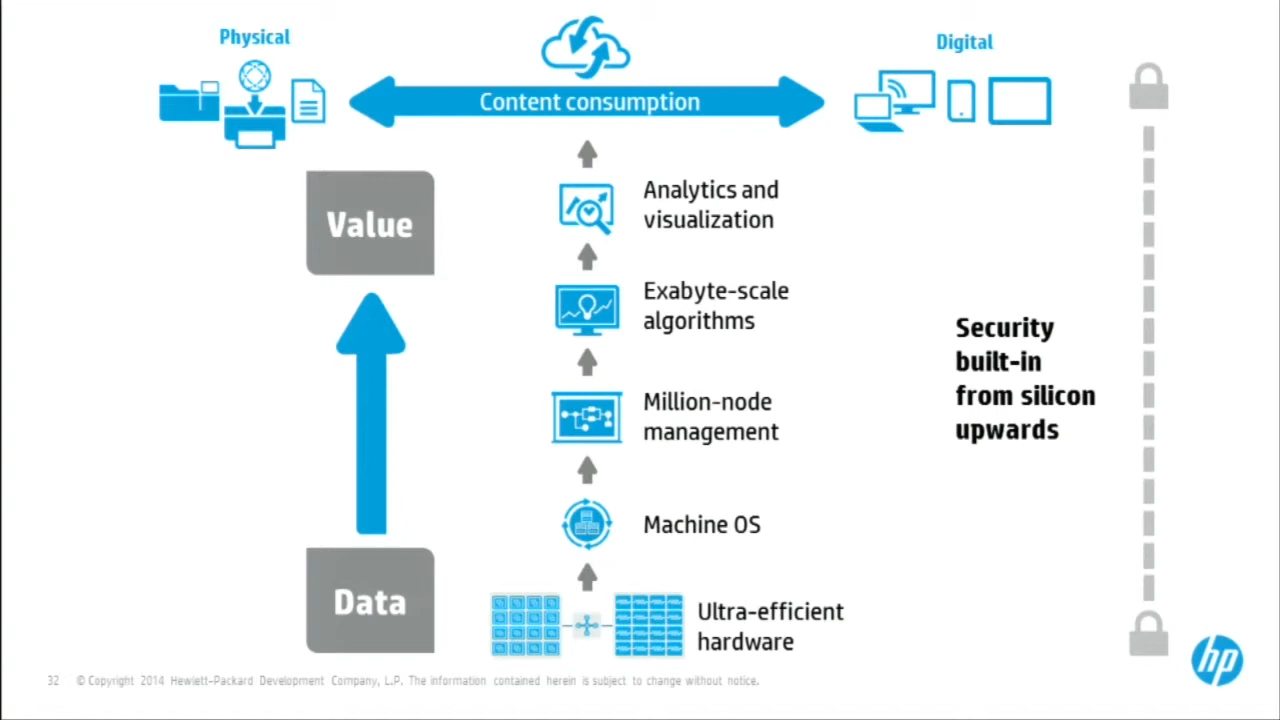 Physical
Digital
Content consumption
Value
Analytics and
visualization
Exabyte-scale
algorithms
Security
built-in
from silicon
upwards
Million-node
management
Machine OS
Data
Ultra-efficient
hardware
hp
32 © Copyright 2014 Hewlett-Packard Development Company, L.P. The information contained herein is subject to change without notice.